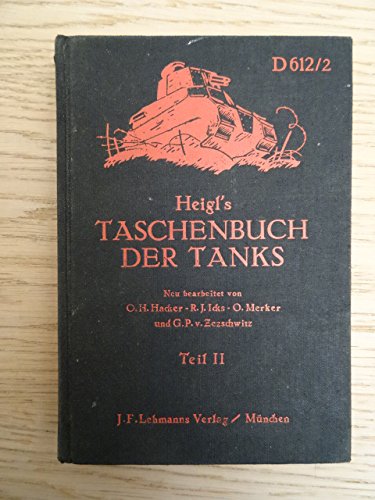 D 612/2
Heigl's
TASCHENBUCH
DER TANKS
Neu bearbeitet von
O. H. Hacker - R. J. Icks - O. Merker
und G. P. v. Zezschwitz
Teil II
J. F. Lehmanns Verlag / München